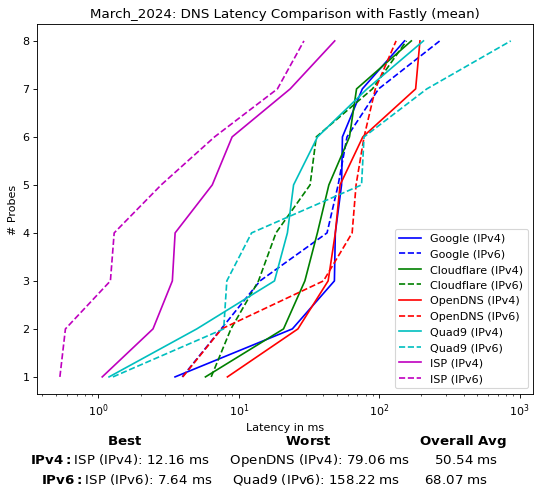 March_2024: DNS Latency Comparison with Fastly (mean)
8
7
6
5
4
3
2
1
# Probes
Google (IPv4)
Google (IPv6)
Cloudflare (IPv4)
Cloudflare (IPv6)
OpenDNS (IPv4)
OpenDNS (IPv6)
Quad9 (IPv4)
Quad9 (IPv6)
ISP (IPv4)
ISP (IPv6)
10⁰ 10¹ 10² 10³
Latency in ms
Best Worst Overall Avg
IPv4: ISP (IPv4): 12.16 ms OpenDNS (IPv4): 79.06 ms 50.54 ms
IPv6: ISP (IPv6): 7.64 ms Quad9 (IPv6): 158.22 ms 68.07 ms